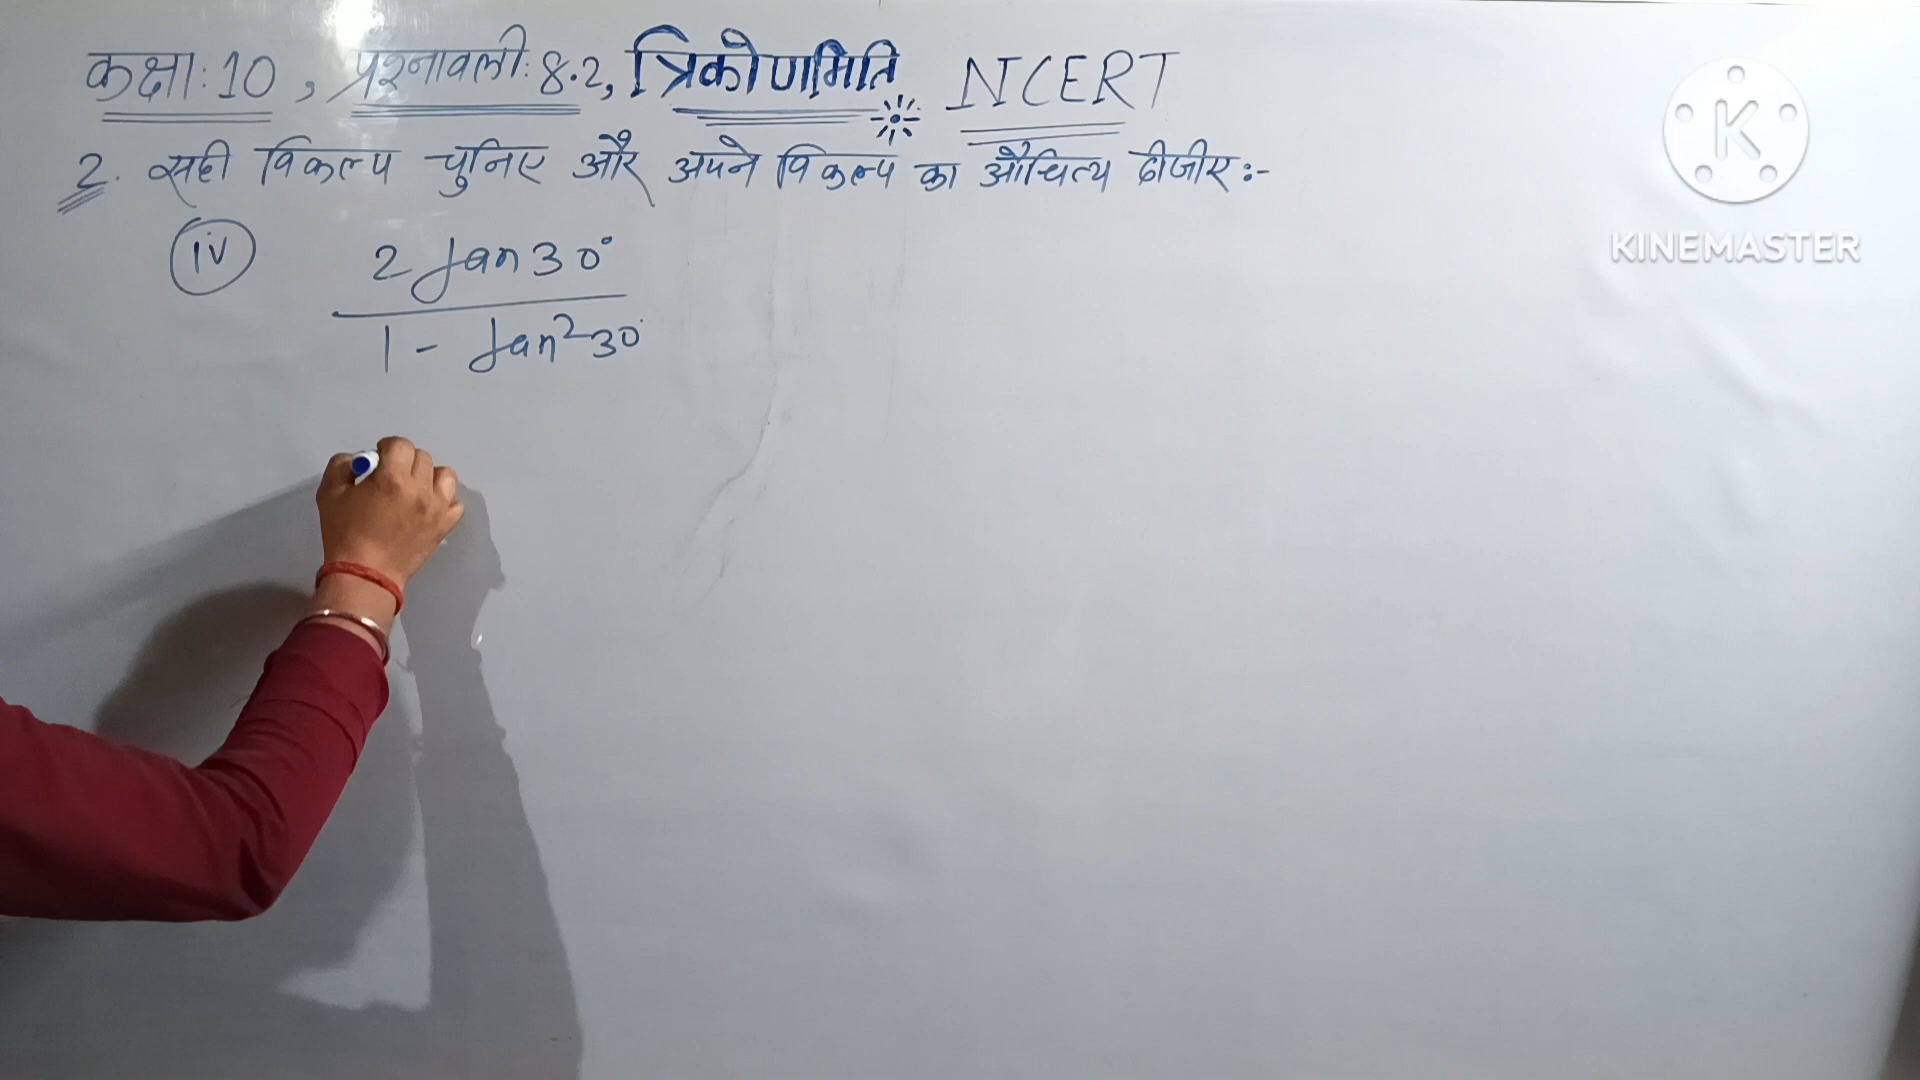 कक्षा: 10, प्रश्नावली: 8.2, त्रिकोणमिति NCERT
2. सही विकल्प चुनिए और अपने विकल्प का औचित्य दीजीए:-
iv 2 tan 30°
1 - tan² 30°
K
KINEMASTER